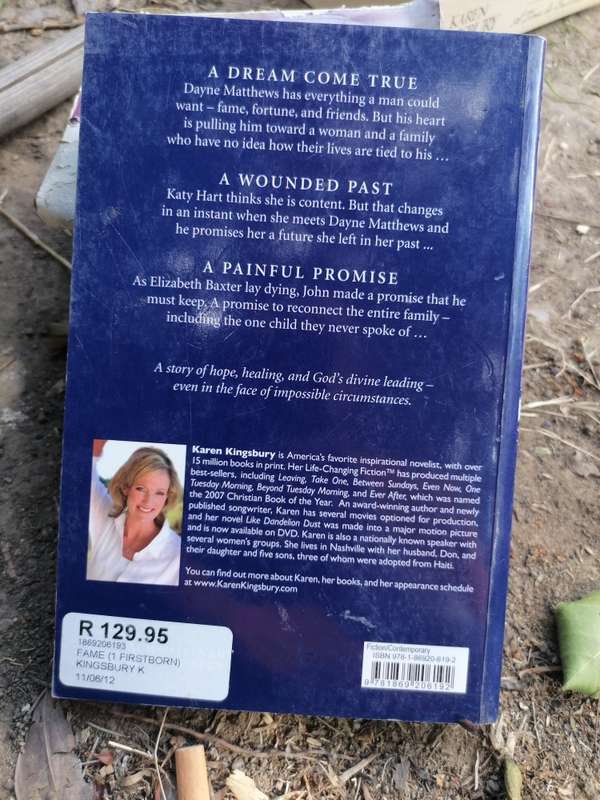 KAREN
A DREAM COME TRUE
Dayne Matthews has everything a man could
want – fame, fortune, and friends. But his heart
is pulling him toward a woman and a family
who have no idea how their lives are tied to his ...
A WOUNDED PAST
Katy Hart thinks she is content. But that changes
in an instant when she meets Dayne Matthews and
he promises her a future she left in her past ...
A PAINFUL PROMISE
As Elizabeth Baxter lay dying, John made a promise that he
must keep. A promise to reconnect the entire family –
including the one child they never spoke of ...
A story of hope, healing, and God's divine leading –
even in the face of impossible circumstances.
Karen Kingsbury is America's favorite inspirational novelist, with over
15 million books in print. Her Life-Changing Fiction™ has produced multiple
best-sellers, including Leaving, Take One, Between Sundays, Even Now, One
Tuesday Morning, Beyond Tuesday Morning, and Ever After, which was named
the 2007 Christian Book of the Year. An award-winning author and newly
published songwriter, Karen has several movies optioned for production,
and her novel Like Dandelion Dust was made into a major motion picture
and is now available on DVD. Karen is also a nationally known speaker with
several women's groups. She lives in Nashville with her husband, Don, and
their daughter and five sons, three of whom were adopted from Haiti.
You can find out more about Karen, her books, and her appearance schedule
at www.KarenKingsbury.com
R 129.95
1869206193
FAME (1 FIRSTBORN)
KINGSBURY K
11/06/12
Fiction/Contemporary
ISBN 978-1-86920-619-2
9 781869 206192